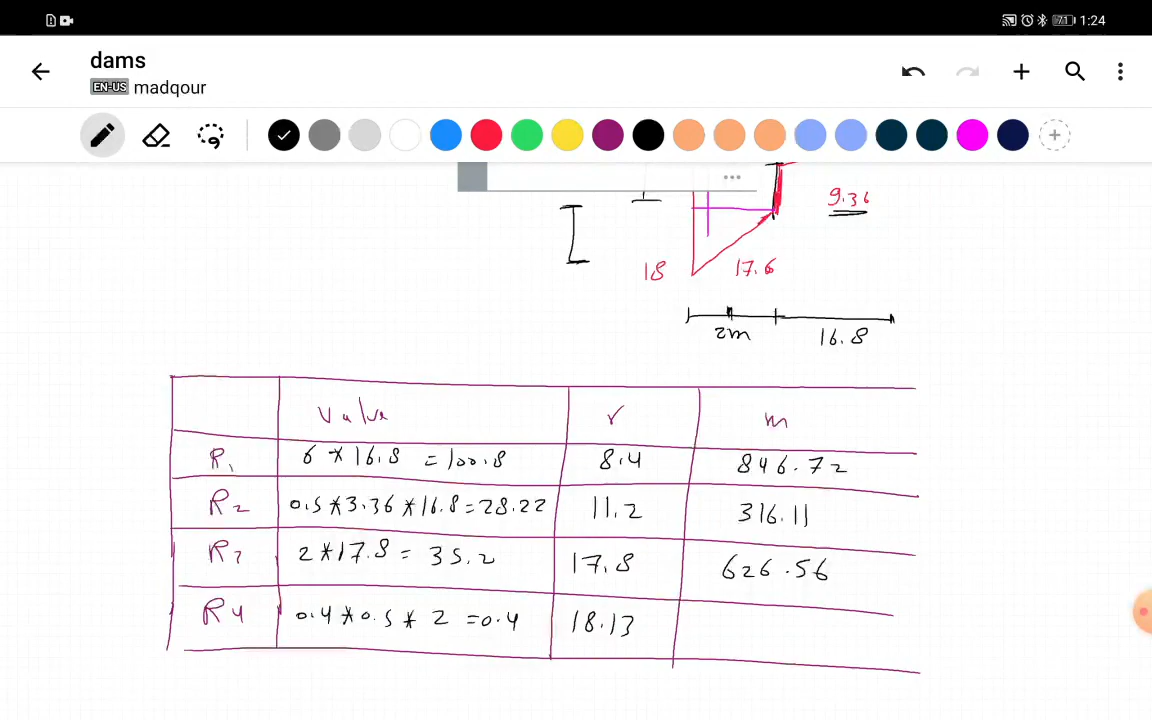 1:24
dams
EN-US madqour
9.36
18 17.6
2m 16.8
value r m
R1 6 * 16.8 = 100.8 8.4 846.72
R2 0.5 * 3.36 * 16.8 = 28.22 11.2 316.11
R3 2 * 17.8 = 35.2 17.8 626.56
R4 0.4 * 0.5 * 2 = 0.4 18.13